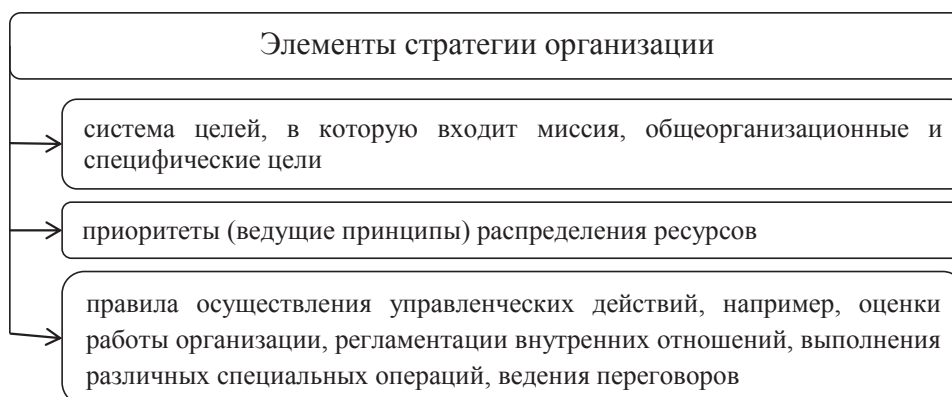 Элементы стратегии организации
система целей, в которую входит миссия, общеорганизационные и
специфические цели
приоритеты (ведущие принципы) распределения ресурсов
правила осуществления управленческих действий, например, оценки
работы организации, регламентации внутренних отношений, выполнения
различных специальных операций, ведения переговоров